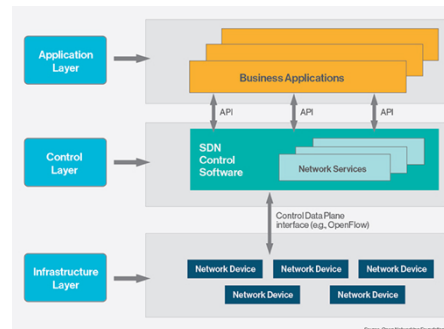 Application
Layer
Business Applications
API
API
API
Control
Layer
SDN
Control
Software
Network Services
Control Data Plane
interface (e.g., OpenFlow)
Infrastructure
Layer
Network Device
Network Device
Network Device
Network Device
Network Device